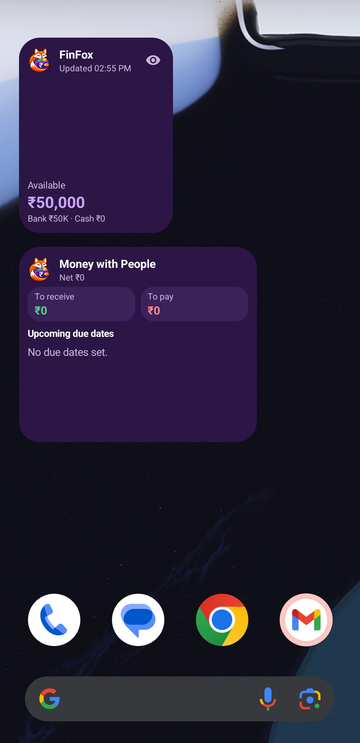 FinFox
Updated 02:55 PM
Available
₹50,000
Bank ₹50K · Cash ₹0
Money with People
Net ₹0
To receive
₹0
To pay
₹0
Upcoming due dates
No due dates set.